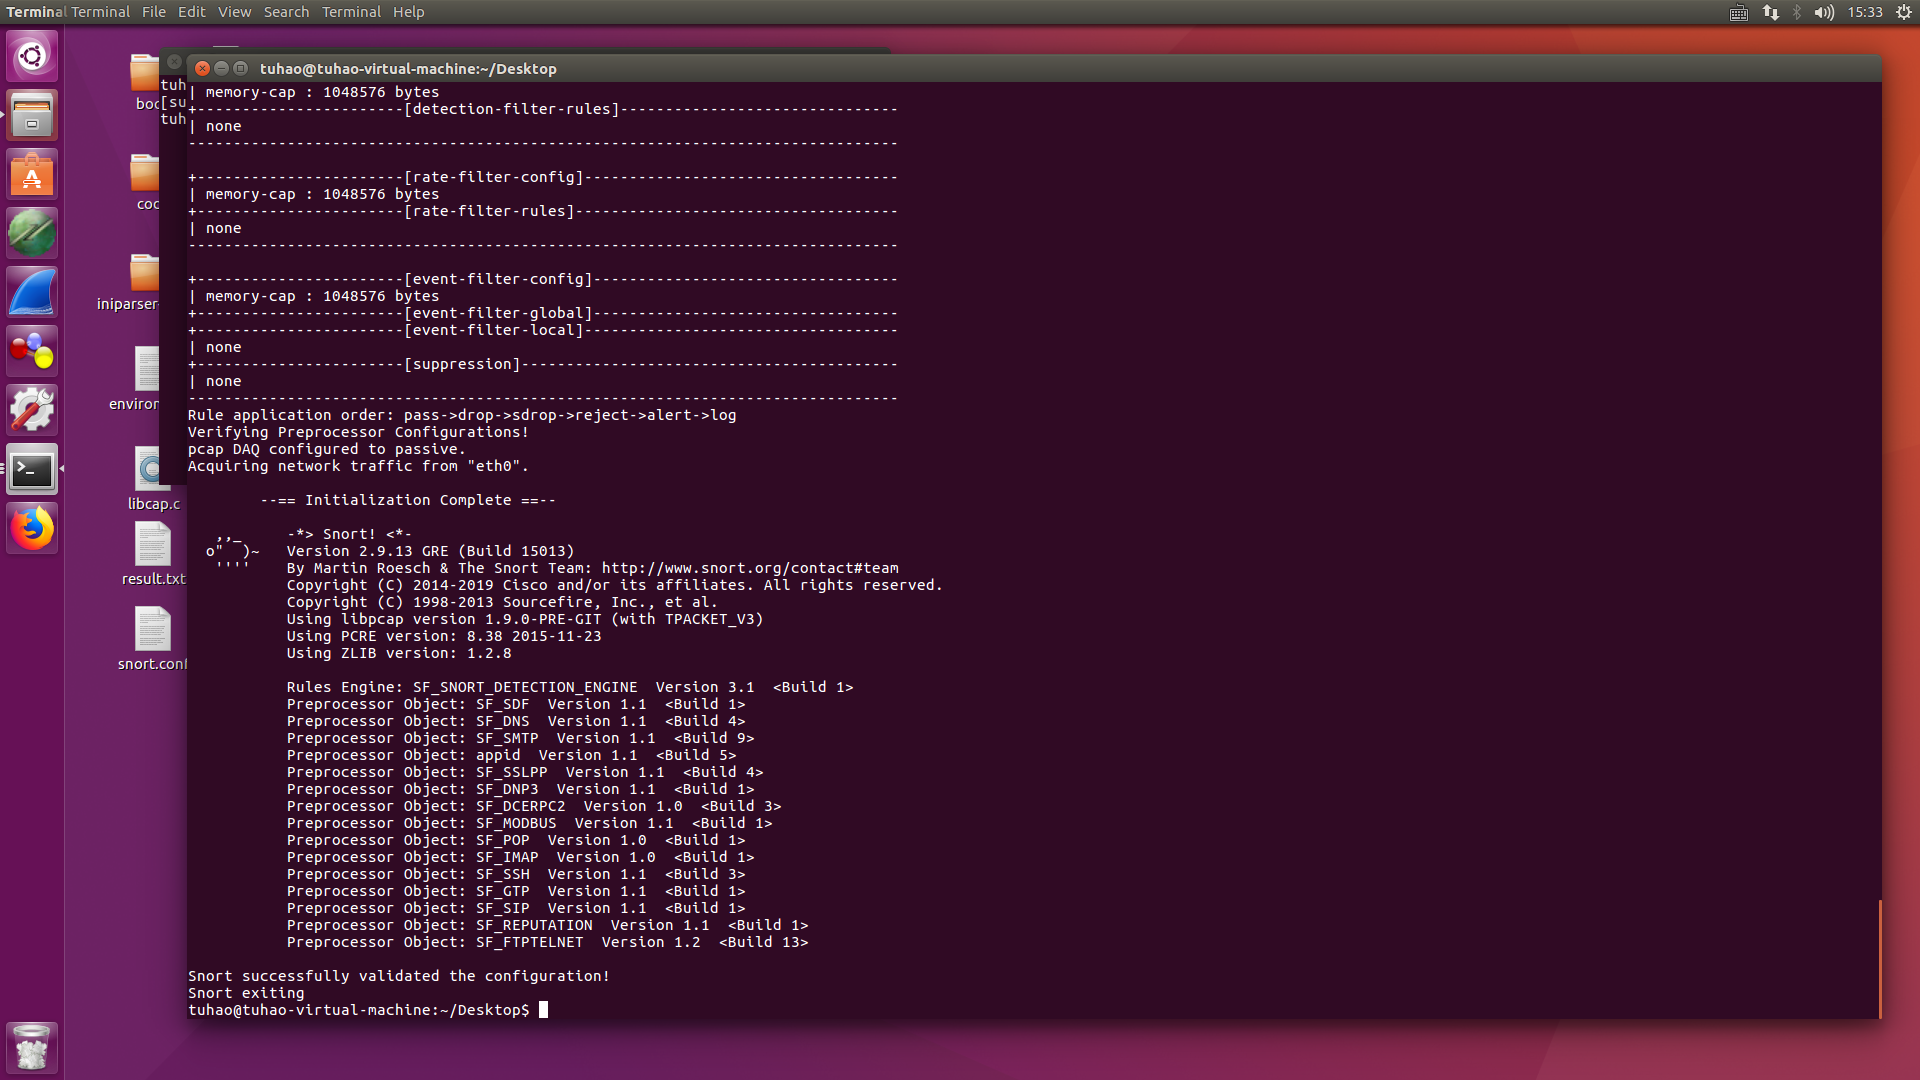 Terminal Terminal File Edit View Search Terminal Help 15:33
tuhao@tuhao-virtual-machine:~/Desktop
| memory-cap : 1048576 bytes
+-----------------------[detection-filter-rules]-------------------------------
| none
-------------------------------------------------------------------------------
+-----------------------[rate-filter-config]-----------------------------------
| memory-cap : 1048576 bytes
+-----------------------[rate-filter-rules]------------------------------------
| none
-------------------------------------------------------------------------------
+-----------------------[event-filter-config]----------------------------------
| memory-cap : 1048576 bytes
+-----------------------[event-filter-global]----------------------------------
+-----------------------[event-filter-local]-----------------------------------
| none
+-----------------------[suppression]------------------------------------------
| none
-------------------------------------------------------------------------------
Rule application order: pass->drop->sdrop->reject->alert->log
Verifying Preprocessor Configurations!
pcap DAQ configured to passive.
Acquiring network traffic from "eth0".
--== Initialization Complete ==--
,,_     -*> Snort! <*-
o"  )~   Version 2.9.13 GRE (Build 15013)
''''    By Martin Roesch & The Snort Team: http://www.snort.org/contact#team
Copyright (C) 2014-2019 Cisco and/or its affiliates. All rights reserved.
Copyright (C) 1998-2013 Sourcefire, Inc., et al.
Using libpcap version 1.9.0-PRE-GIT (with TPACKET_V3)
Using PCRE version: 8.38 2015-11-23
Using ZLIB version: 1.2.8
Rules Engine: SF_SNORT_DETECTION_ENGINE  Version 3.1  <Build 1>
Preprocessor Object: SF_SDF  Version 1.1  <Build 1>
Preprocessor Object: SF_DNS  Version 1.1  <Build 4>
Preprocessor Object: SF_SMTP  Version 1.1  <Build 9>
Preprocessor Object: appid  Version 1.1  <Build 5>
Preprocessor Object: SF_SSLPP  Version 1.1  <Build 4>
Preprocessor Object: SF_DNP3  Version 1.1  <Build 1>
Preprocessor Object: SF_DCERPC2  Version 1.0  <Build 3>
Preprocessor Object: SF_MODBUS  Version 1.1  <Build 1>
Preprocessor Object: SF_POP  Version 1.0  <Build 1>
Preprocessor Object: SF_IMAP  Version 1.0  <Build 1>
Preprocessor Object: SF_SSH  Version 1.1  <Build 3>
Preprocessor Object: SF_GTP  Version 1.1  <Build 1>
Preprocessor Object: SF_SIP  Version 1.1  <Build 1>
Preprocessor Object: SF_REPUTATION  Version 1.1  <Build 1>
Preprocessor Object: SF_FTPTELNET  Version 1.2  <Build 13>
Snort successfully validated the configuration!
Snort exiting
tuhao@tuhao-virtual-machine:~/Desktop$
tuh
[su
tuh
iniparser-
environ
libcap.c
result.txt
snort.conf